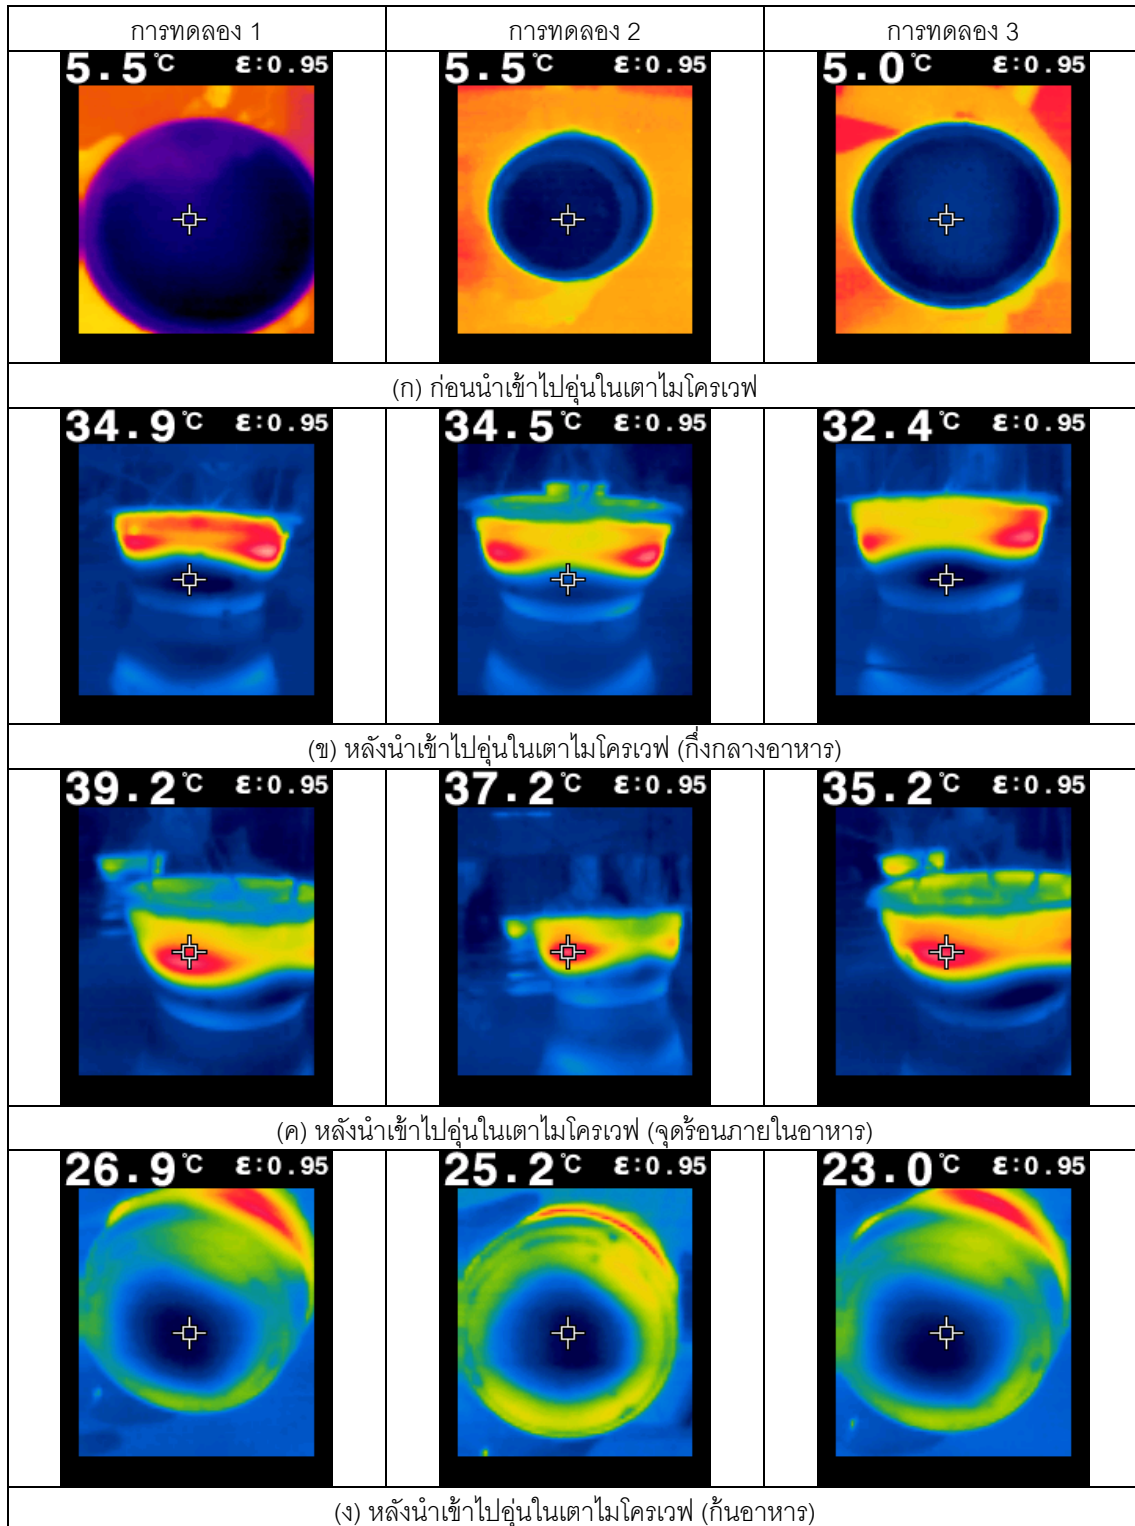 การทดลอง 1 การทดลอง 2 การทดลอง 3
5.5°C ε:0.95 5.5°C ε:0.95 5.0°C ε:0.95
(ก) ก่อนนำเข้าไปอุ่นในเตาไมโครเวฟ
34.9°C ε:0.95 34.5°C ε:0.95 32.4°C ε:0.95
(ข) หลังนำเข้าไปอุ่นในเตาไมโครเวฟ (กึ่งกลางอาหาร)
39.2°C ε:0.95 37.2°C ε:0.95 35.2°C ε:0.95
(ค) หลังนำเข้าไปอุ่นในเตาไมโครเวฟ (จุดร้อนภายในอาหาร)
26.9°C ε:0.95 25.2°C ε:0.95 23.0°C ε:0.95
(ง) หลังนำเข้าไปอุ่นในเตาไมโครเวฟ (ก้นอาหาร)